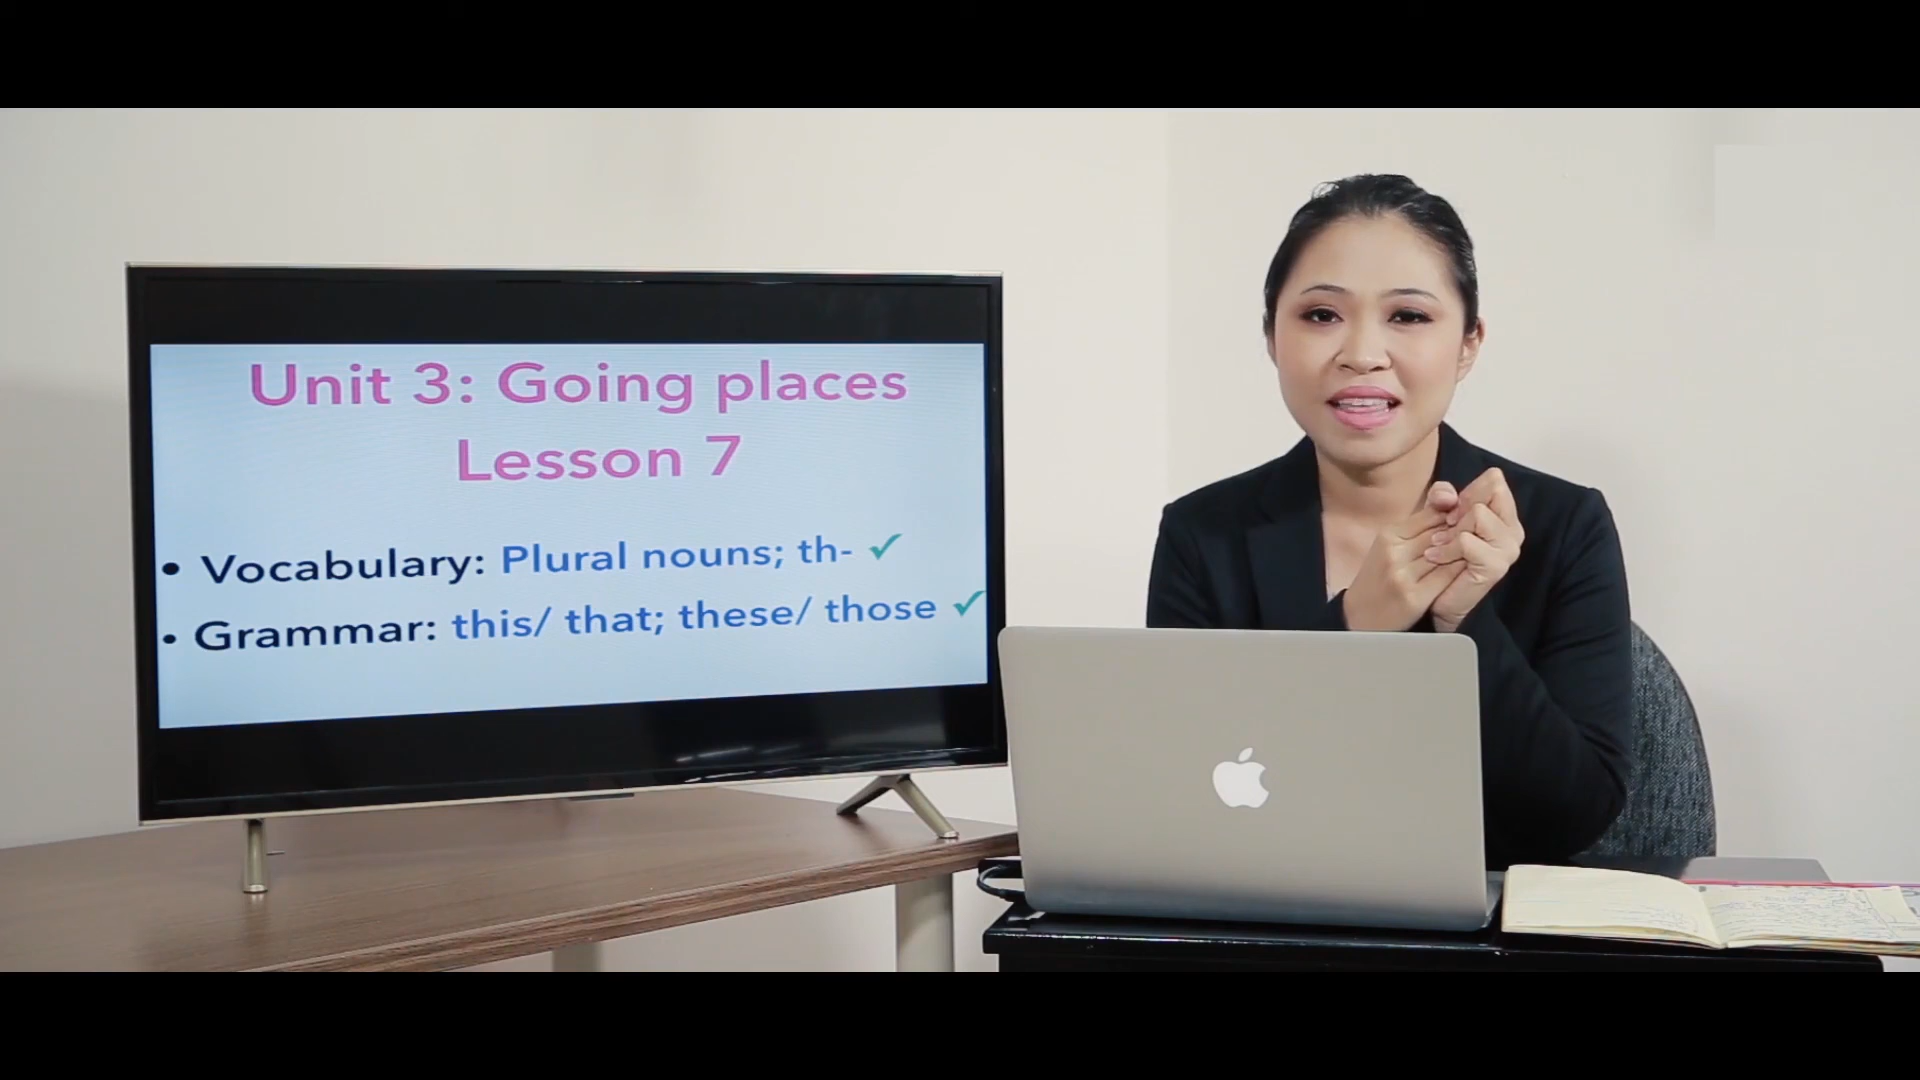 Unit 3: Going places
Lesson 7
• Vocabulary: Plural nouns; th- ✓
• Grammar: this/ that; these/ those ✓